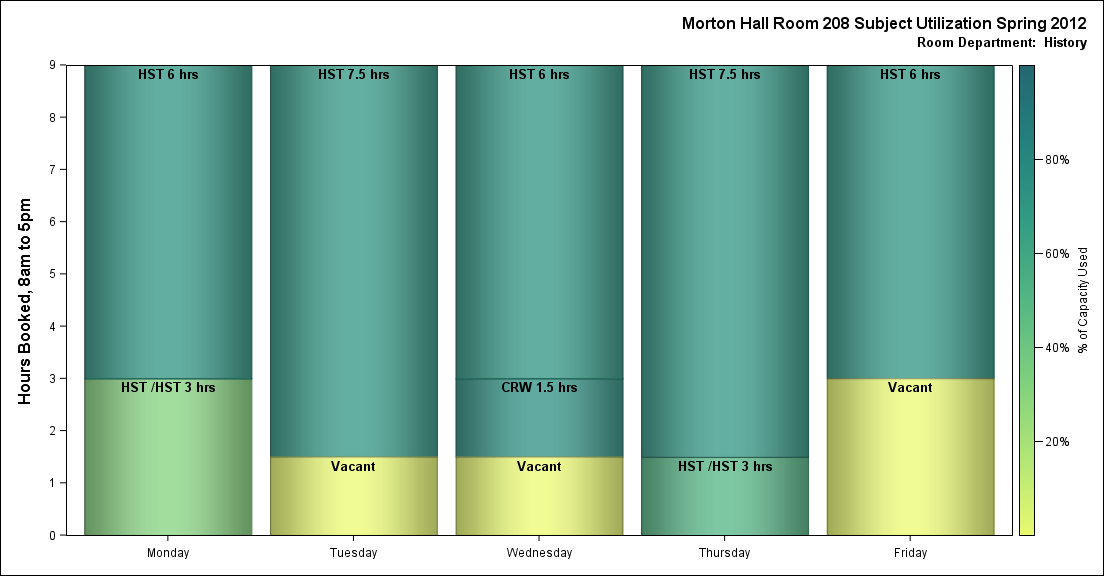 Morton Hall Room 208 Subject Utilization Spring 2012
Room Department: History
Hours Booked, 8am to 5pm
9
8
7
6
5
4
3
2
1
0
HST 6 hrs
HST /HST 3 hrs
HST 7.5 hrs
Vacant
HST 6 hrs
CRW 1.5 hrs
Vacant
HST 7.5 hrs
HST /HST 3 hrs
HST 6 hrs
Vacant
Monday
Tuesday
Wednesday
Thursday
Friday
80%
60%
40%
20%
% of Capacity Used